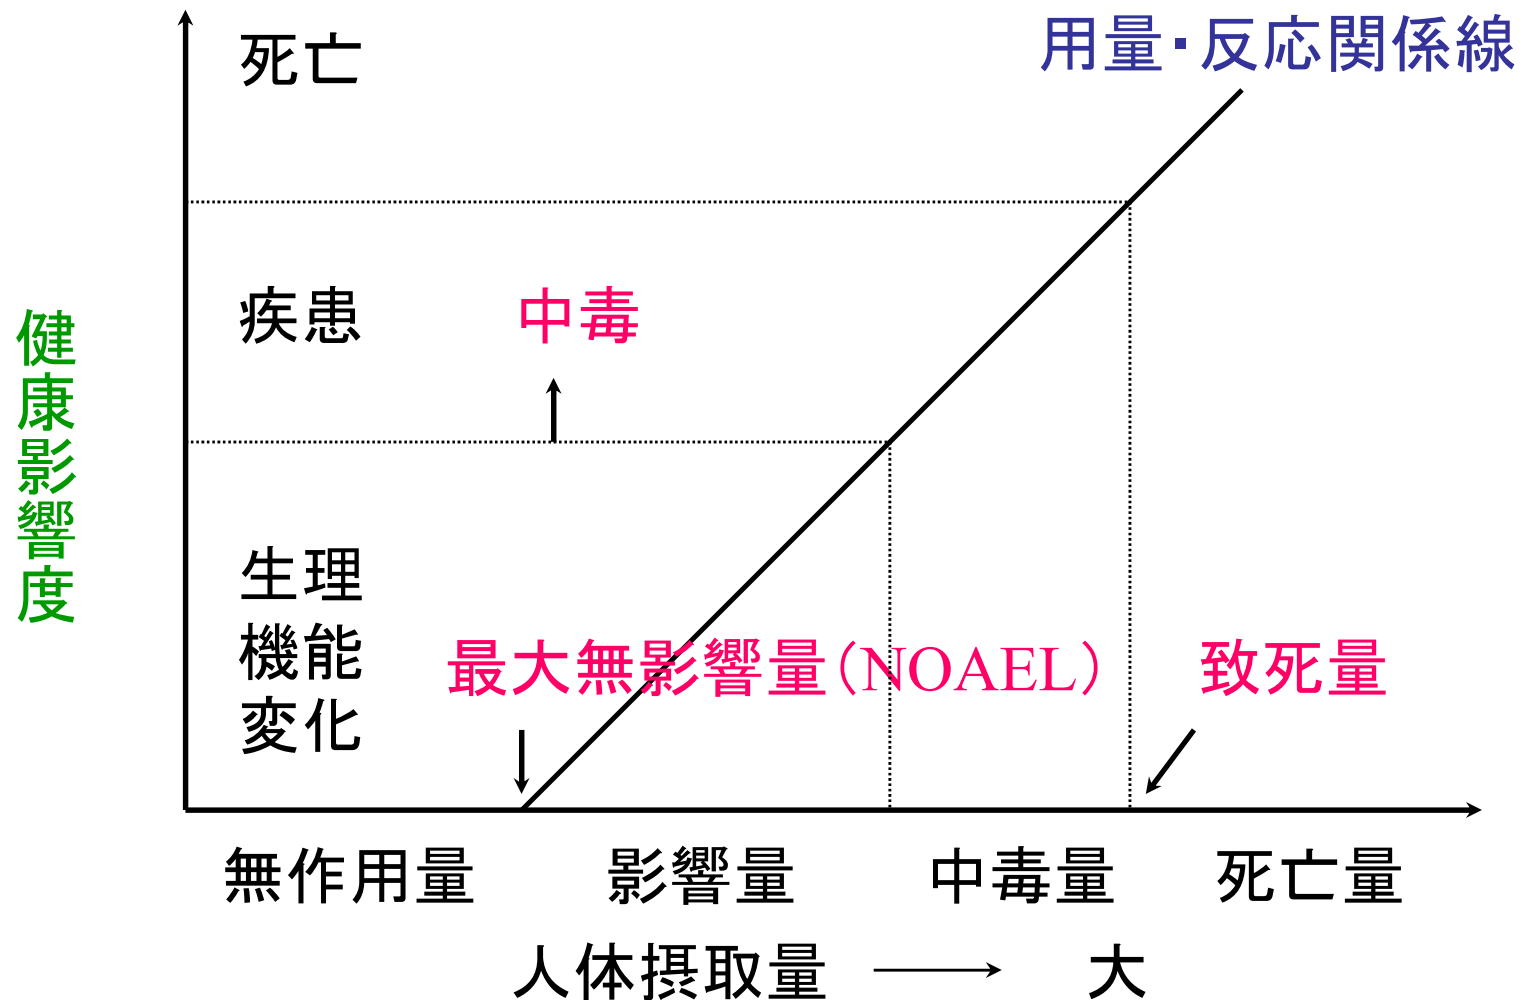 死亡
用量・反応関係線
疾患
中毒
健康影響度
生理
機能
変化
最大無影響量（NOAEL）
致死量
無作用量
影響量
中毒量
死亡量
人体摂取量
大